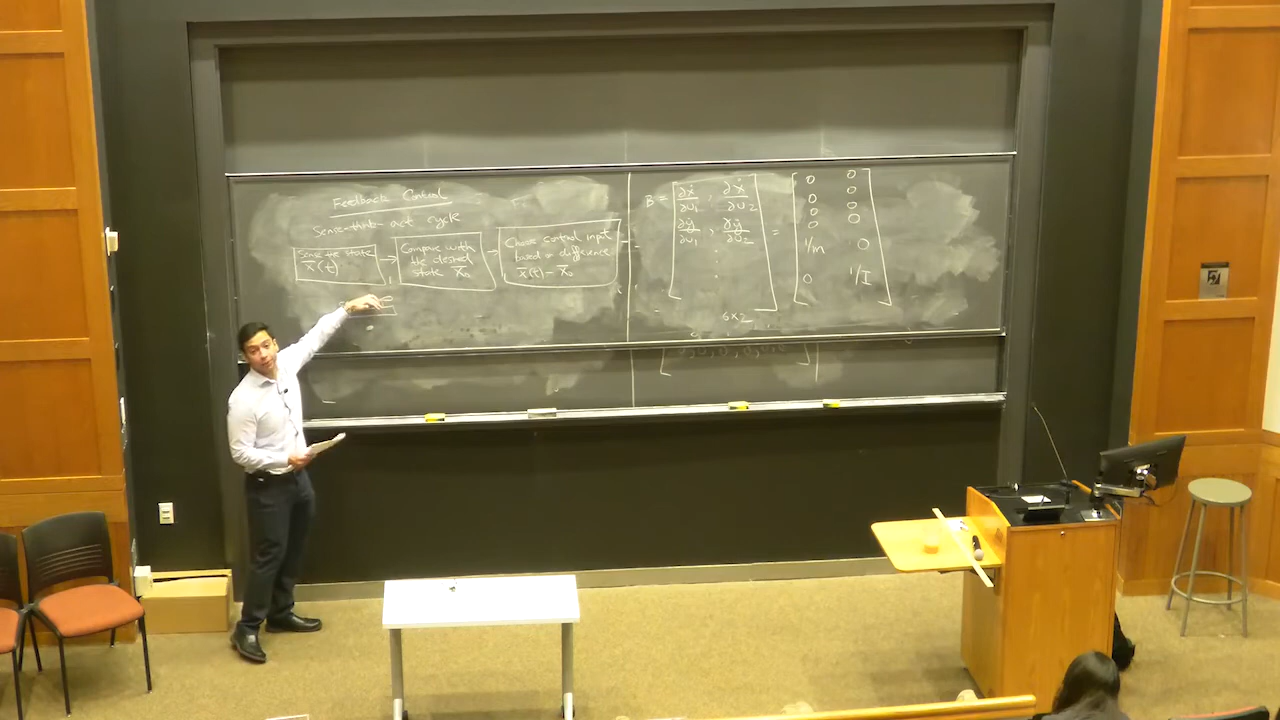 Feedback Control
Sense-think-act cycle
Sense the state
x̄(t)
→
Compare with
the desired
state x̄₀
→
Choose control input
based on difference
x̄(t) - x̄₀
B = [ ∂ẋ/∂u₁ , ∂ẋ/∂u₂
∂ẏ/∂u₁ , ∂ẏ/∂u₂
⋮ ⋮ ]
6×2
= [ 0 0
0 0
0 0
0 0
1/m 0
0 1/I ]